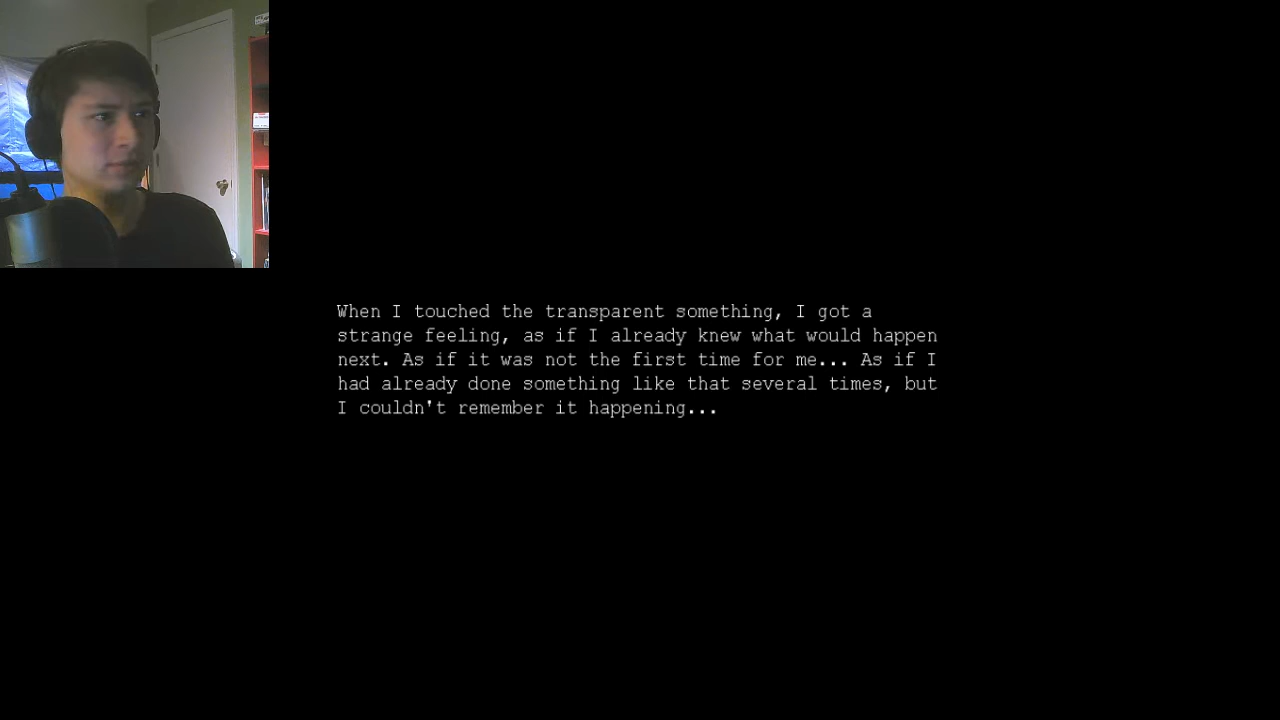 When I touched the transparent something, I got a
strange feeling, as if I already knew what would happen
next. As if it was not the first time for me... As if I
had already done something like that several times, but
I couldn't remember it happening...